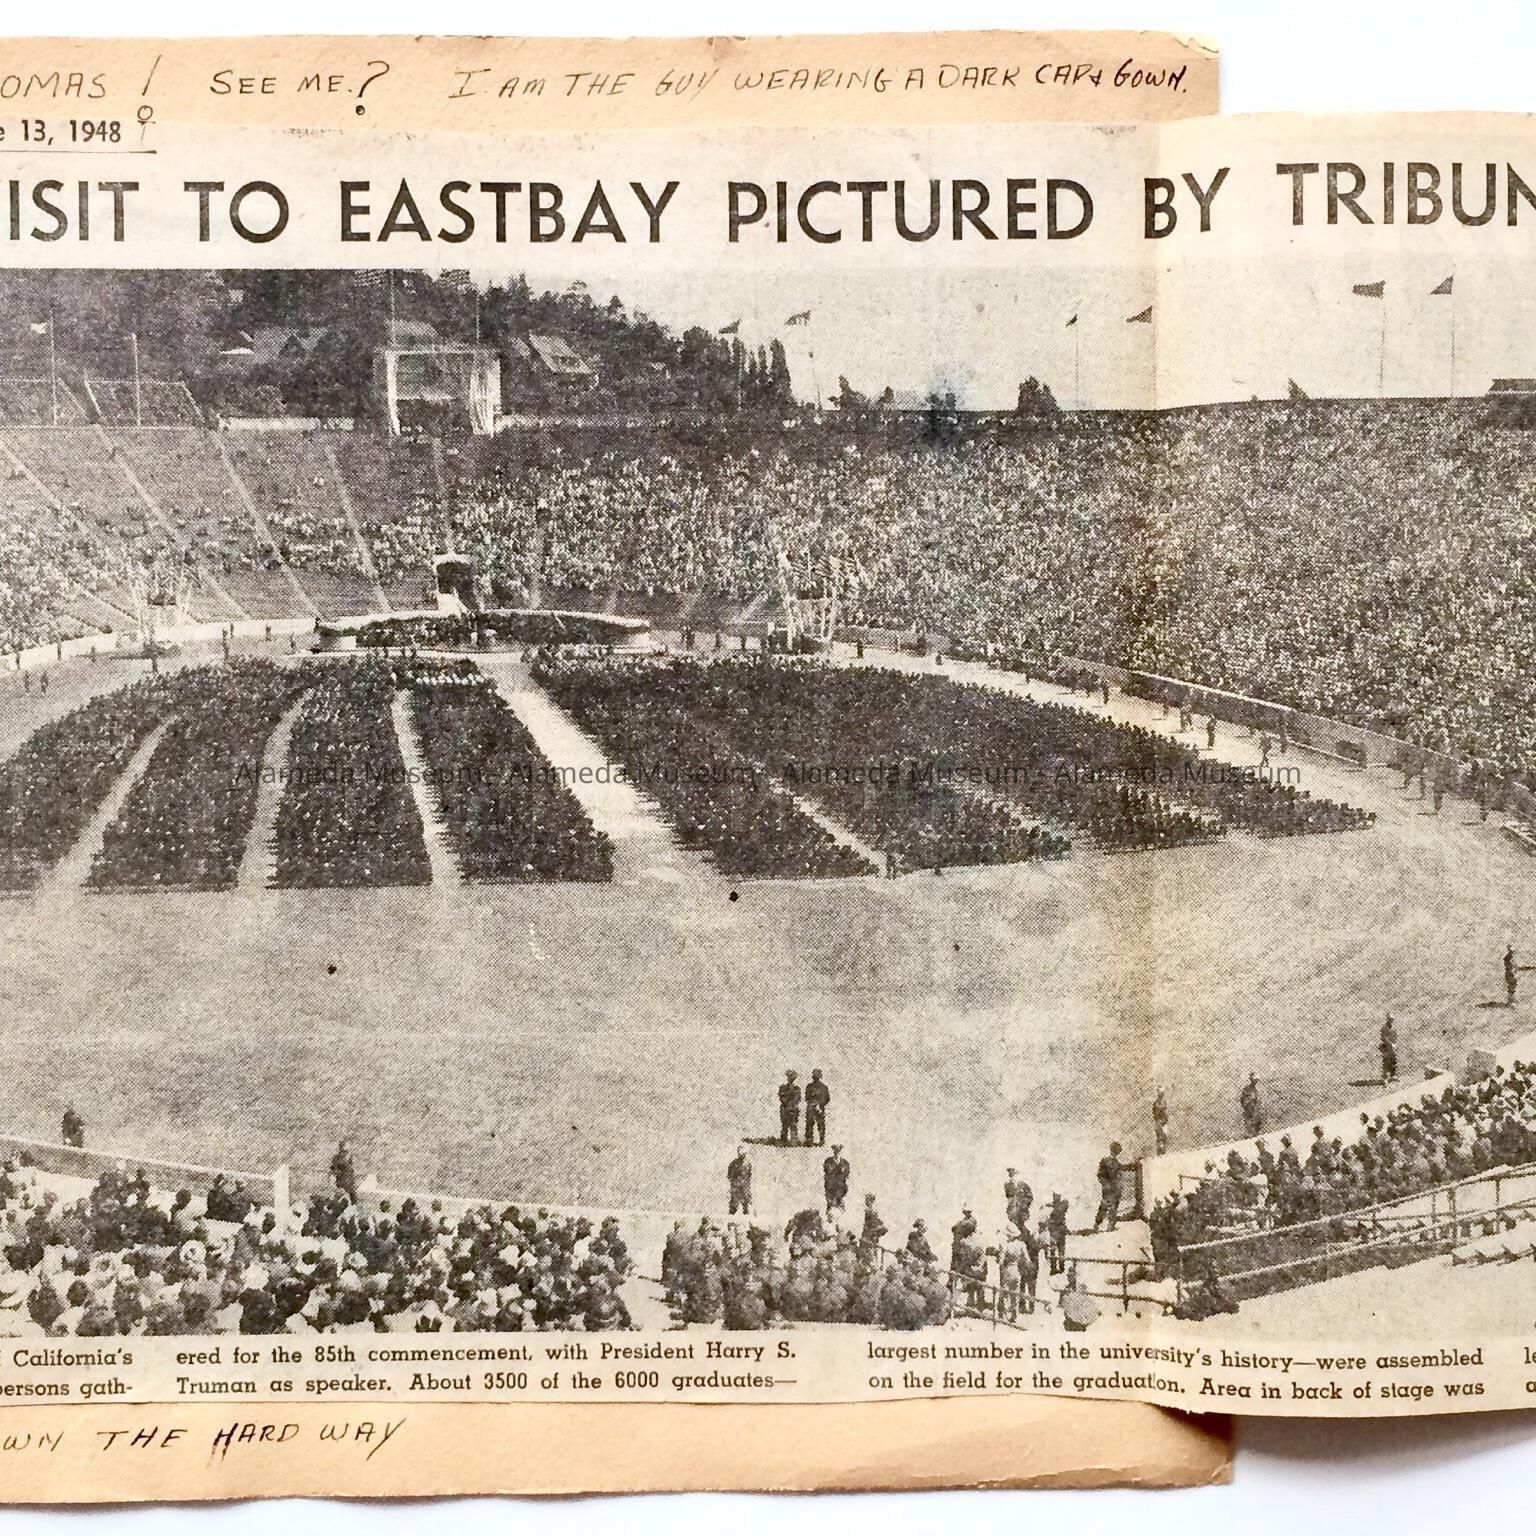 OMAS! SEE ME? I AM THE GUY WEARING A DARK CAP & GOWN.
e 13, 1948
ISIT TO EASTBAY PICTURED BY TRIBUN
Alameda Museum - Alameda Museum - Alameda Museum - Alameda Museum
California's
ersons gath-
ered for the 85th commencement, with President Harry S.
Truman as speaker. About 3500 of the 6000 graduates—
largest number in the university's history—were assembled
on the field for the graduation. Area in back of stage was
le
a
WN THE HARD WAY